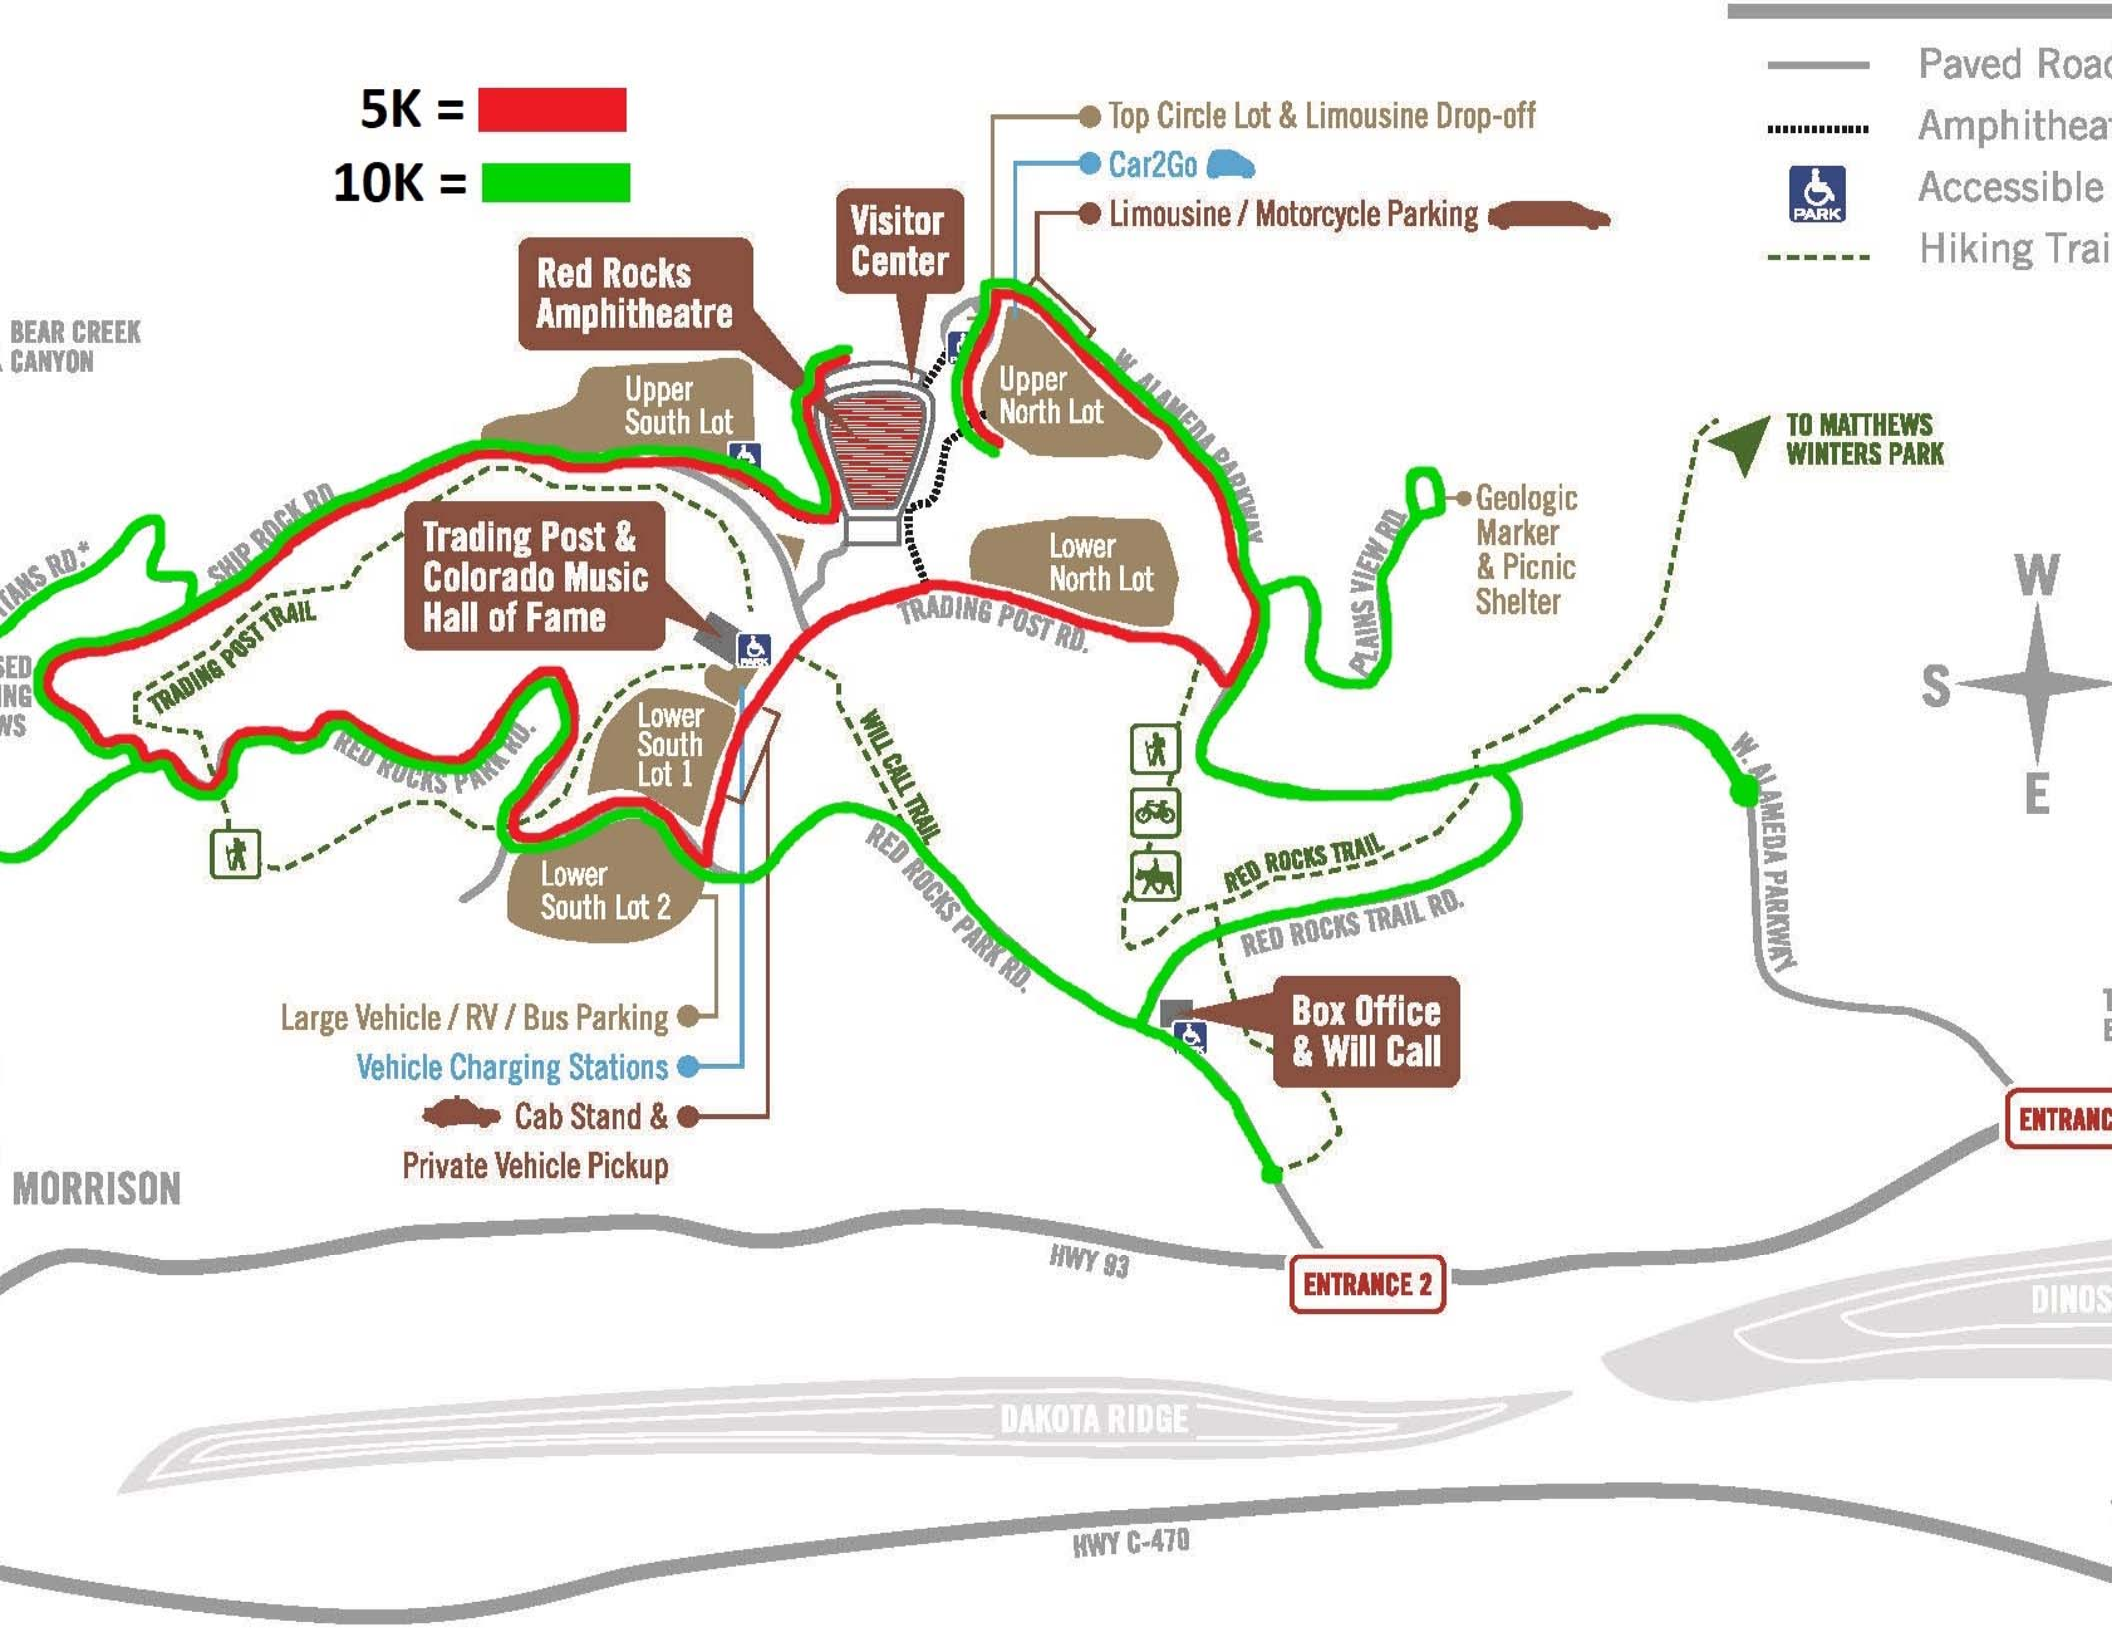 5K =
10K =
Paved Road
Amphitheat
Accessible
Hiking Trai
PARK
Top Circle Lot & Limousine Drop-off
Car2Go
Limousine / Motorcycle Parking
Visitor
Center
Red Rocks
Amphitheatre
BEAR CREEK
CANYON
Upper
South Lot
Upper
North Lot
W. ALAMEDA PARKWAY
TO MATTHEWS
WINTERS PARK
Geologic
Marker
& Picnic
Shelter
PLAINS VIEW RD.
SHIP ROCK RD.
TITANS RD.*
Trading Post &
Colorado Music
Hall of Fame
Lower
North Lot
TRADING POST RD.
TRADING POST TRAIL
PARK
W
S
E
Lower
South
Lot 1
RED ROCKS PARK RD.
WILL CALL TRAIL
W. ALAMEDA PARKWAY
Lower
South Lot 2
RED ROCKS PARK RD.
RED ROCKS TRAIL
RED ROCKS TRAIL RD.
Large Vehicle / RV / Bus Parking
Vehicle Charging Stations
Cab Stand &
Private Vehicle Pickup
Box Office
& Will Call
ENTRANC
MORRISON
HWY 93
ENTRANCE 2
DINOS
DAKOTA RIDGE
HWY C-470